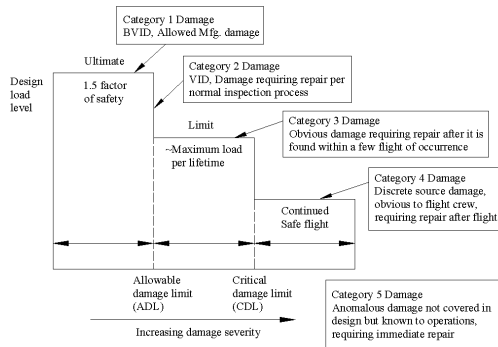 Category 1 Damage
BVID, Allowed Mfg. damage
Ultimate
Design
load level
1.5 factor
of safety
Category 2 Damage
VID, Damage requiring repair per
normal inspection process
Limit
~Maximum load
per lifetime
Category 3 Damage
Obvious damage requiring repair after it is
found within a few flight of occurrence
Category 4 Damage
Discrete source damage,
obvious to flight crew,
requiring repair after flight
Continued
Safe flight
Allowable
damage limit
(ADL)
Critical
damage limit
(CDL)
Increasing damage severity
Category 5 Damage
Anomalous damage not covered in
design but known to operations,
requiring immediate repair